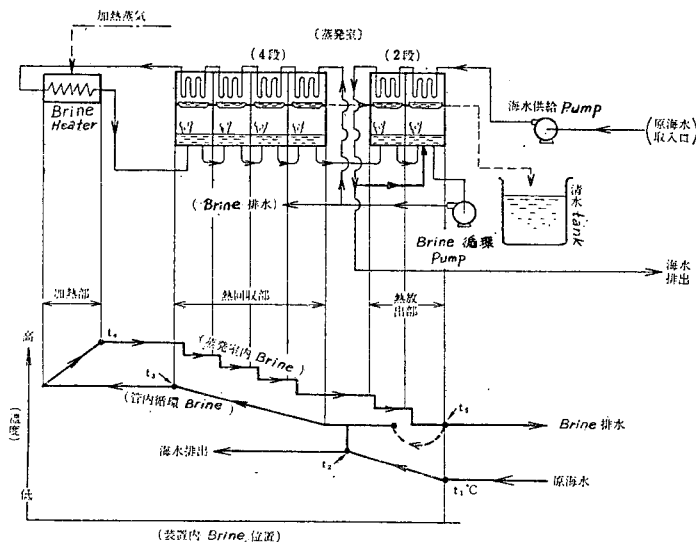 加熱蒸気
(蒸発室)
(4段)
(2段)
Brine
Heater
海水供給 Pump
(原海水
取入口)
清水 tank
(Brine 排水)
Brine 循環
Pump
海水
排出
加熱部
熱回収部
熱放
出部
高
(温度)
低
t₄
(蒸発室内 Brine)
t₃
(管内循環 Brine)
t₅
Brine 排水
海水排出
t₂
t₁°C
原海水
(装置内 Brine 位置)